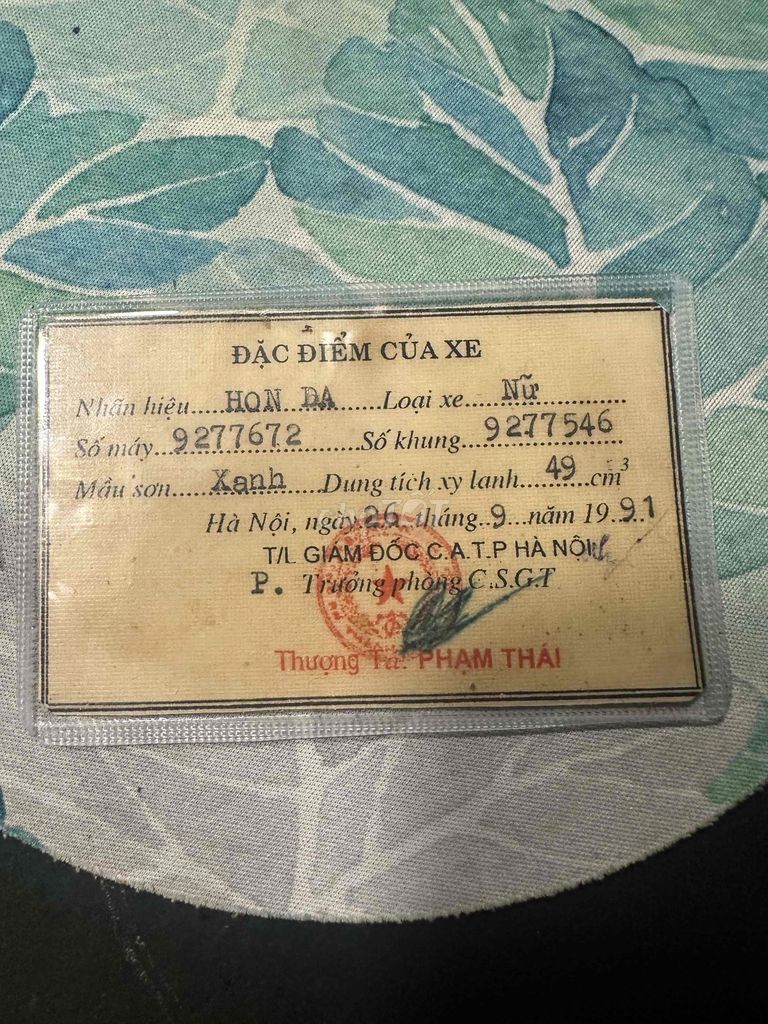 ĐẶC ĐIỂM CỦA XE
Nhãn hiệu....HON DA.....Loại xe....Nữ..........
Số máy..9277672........Số khung...9277546
Mầu sơn.....Xanh.....Dung tích xy lanh....49...cm³
Hà Nội, ngày 26 tháng..9...năm 19 91
T/L GIÁM ĐỐC C.A.T.P HÀ NỘI
P. Trưởng phòng C.S.G.T
Thượng Tá: PHẠM THÁI